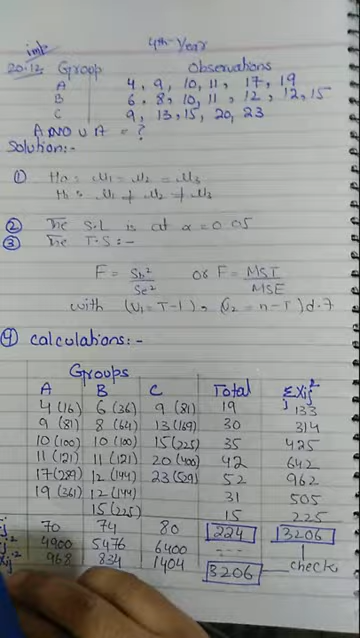 imp
4th-Year
20.12 Group Observations
A 4, 9, 10, 11, 17, 19
B 6, 8, 10, 11, 12, 12, 15
C 9, 13, 15, 20, 23
ANOVA = ?
Solution:-
① H₀ = μ₁ = μ₂ = μ₃
H₁ = μ₁ ≠ μ₂ ≠ μ₃
② The S.L is at α = 0.05
③ The T.S:-
F = Sb²/Se² or F = MST/MSE
with (υ₁ = T-1), (υ₂ = n-T) d.f
④ calculations:-
Groups
A B C Total ΣXij²
j
4 (16) 6 (36) 9 (81) 19 133
9 (81) 8 (64) 13 (169) 30 314
10 (100) 10 (100) 15 (225) 35 425
11 (121) 11 (121) 20 (400) 42 642
17 (289) 12 (144) 23 (529) 52 962
19 (361) 12 (144) 31 505
15 (225) 15 225
70 74 80 224 3206
4900 5476 6400 ---
968 834 1404 3206 check